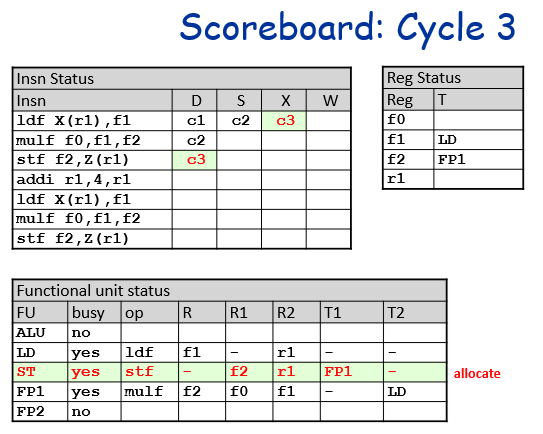 Scoreboard: Cycle 3
Insn Status
Insn D S X W
ldf X(r1),f1 c1 c2 c3
mulf f0,f1,f2 c2
stf f2,Z(r1) c3
addi r1,4,r1
ldf X(r1),f1
mulf f0,f1,f2
stf f2,Z(r1)
Reg Status
Reg T
f0
f1 LD
f2 FP1
r1
Functional unit status
FU busy op R R1 R2 T1 T2
ALU no
LD yes ldf f1 - r1 - -
ST yes stf - f2 r1 FP1 -
allocate
FP1 yes mulf f2 f0 f1 - LD
FP2 no